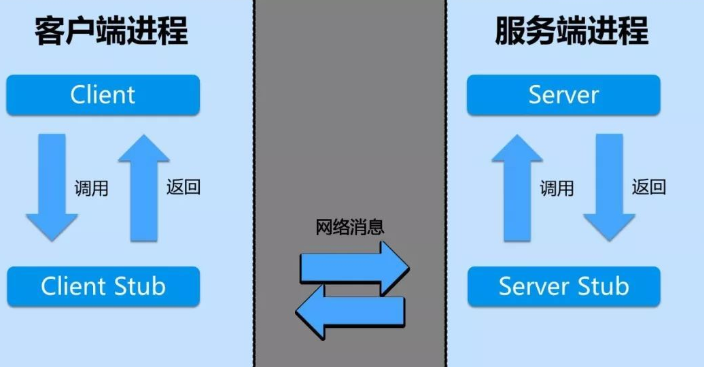 客户端进程
服务端进程
Client
Server
调用
返回
调用
返回
网络消息
Client Stub
Server Stub